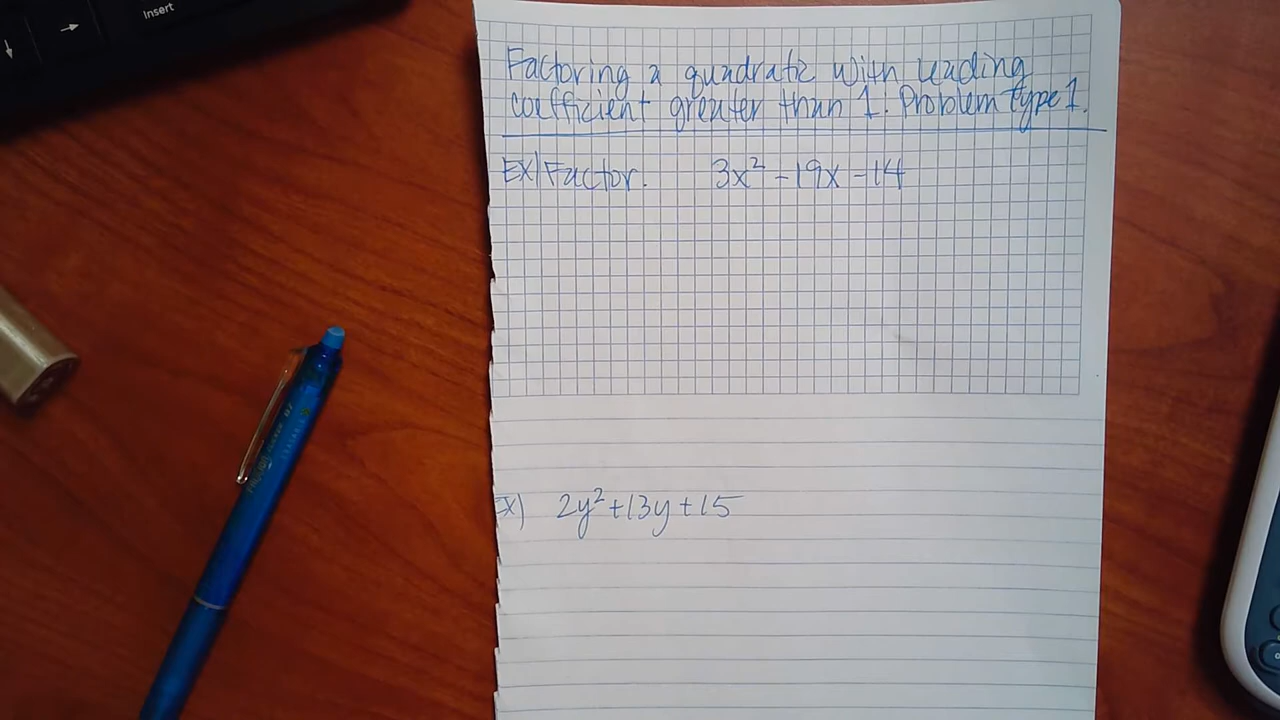 Insert
Factoring a quadratic with leading
coefficient greater than 1: Problem type 1.
EX) Factor. 3x² -19x -14
EX) 2y² +13y +15